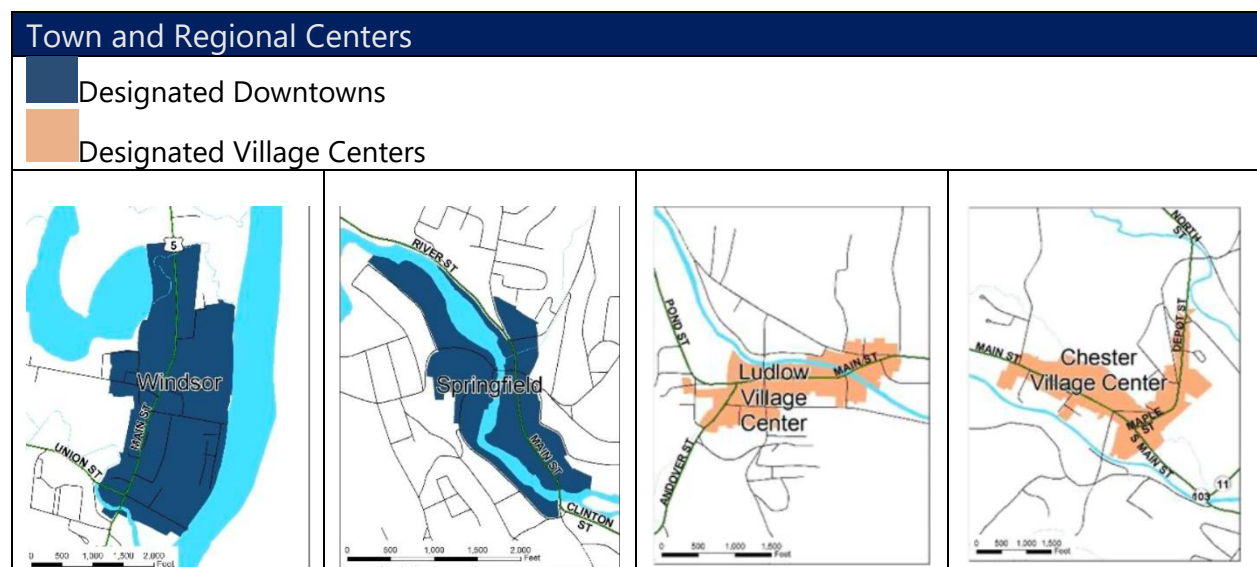 Town and Regional Centers
Designated Downtowns
Designated Village Centers
5
Windsor
MAIN ST
UNION ST
0 500 1,000 1,500 2,000
Feet
RIVER ST
Springfield
MAIN ST
CLINTON
ST
0 500 1,000 2,000
Feet
POND ST
MAIN ST
Ludlow
Village
Center
ANDOVER ST
0 500 1,000 1,500
Feet
NORTH
ST
DEPOT ST
MAIN ST
Chester
Village Center
MAPLE
ST
S MAIN ST
103
11
0 500 1,000 1,500
Feet